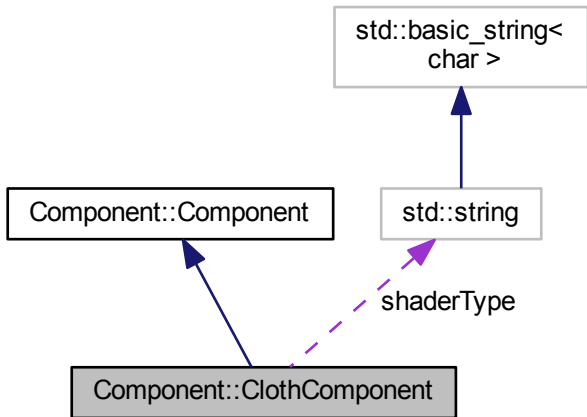 std::basic_string<
char >
Component::Component
std::string
shaderType
Component::ClothComponent